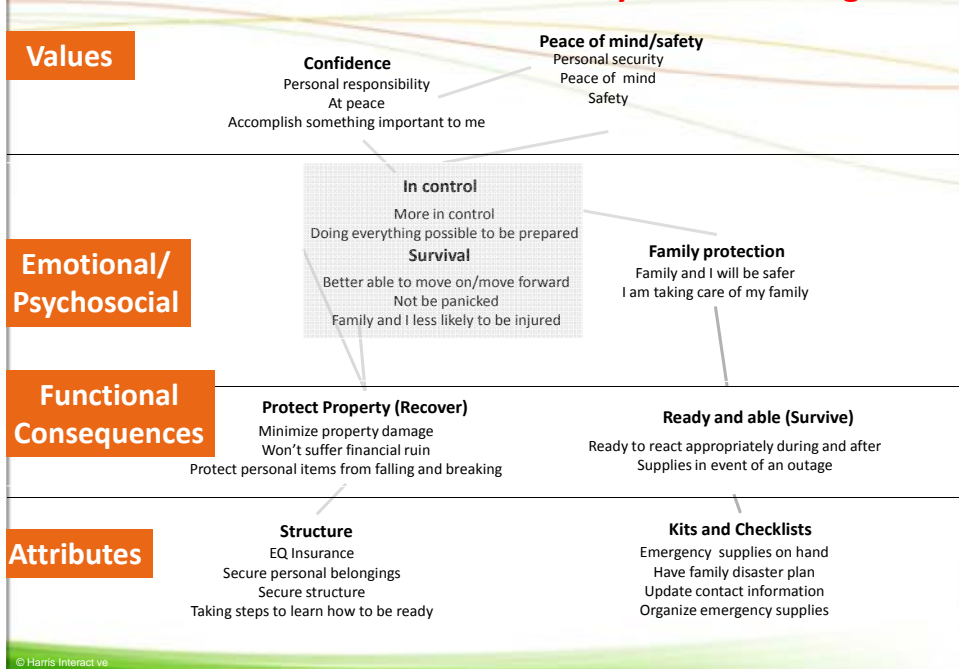 Values
Confidence
Personal responsibility
At peace
Accomplish something important to me
Peace of mind/safety
Personal security
Peace of mind
Safety
Emotional/
Psychosocial
In control
More in control
Doing everything possible to be prepared
Survival
Better able to move on/move forward
Not be panicked
Family and I less likely to be injured
Family protection
Family and I will be safer
I am taking care of my family
Functional
Consequences
Protect Property (Recover)
Minimize property damage
Won't suffer financial ruin
Protect personal items from falling and breaking
Ready and able (Survive)
Ready to react appropriately during and after
Supplies in event of an outage
Attributes
Structure
EQ Insurance
Secure personal belongings
Secure structure
Taking steps to learn how to be ready
Kits and Checklists
Emergency supplies on hand
Have family disaster plan
Update contact information
Organize emergency supplies
© Harris Interact ve